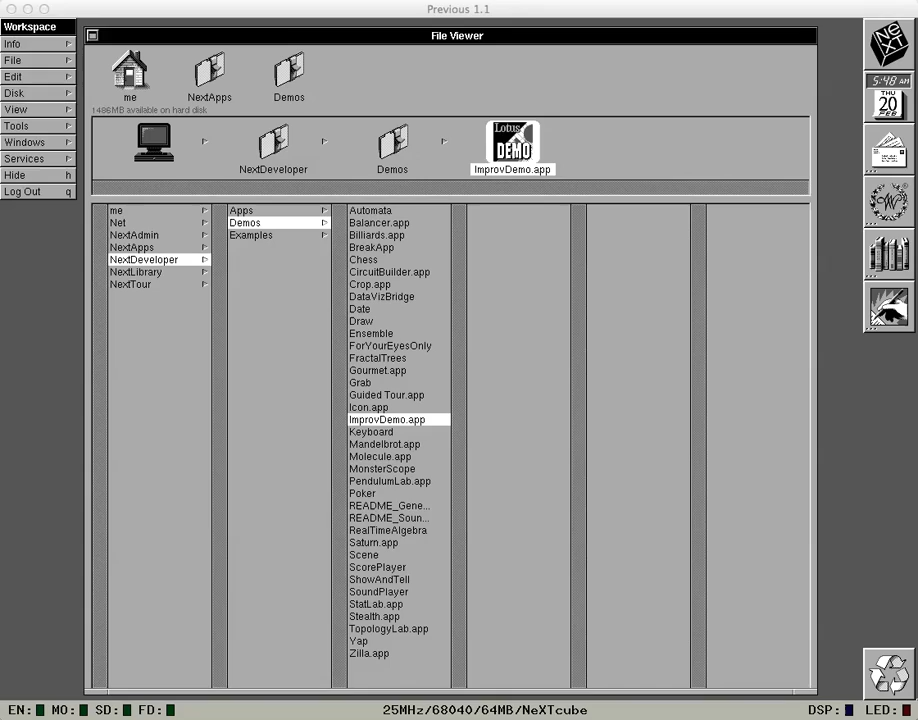 Previous 1.1
Workspace
Info
File
Edit
Disk
View
Tools
Windows
Services
Hide h
Log Out q
File Viewer
me
NextApps
Demos
1486MB available on hard disk
NextDeveloper
Demos
Lotus
DEMO
ImprovDemo.app
me
Net
NextAdmin
NextApps
NextDeveloper
NextLibrary
NextTour
Apps
Demos
Examples
Automata
Balancer.app
Billiards.app
BreakApp
Chess
CircuitBuilder.app
Crop.app
DataVizBridge
Date
Draw
Ensemble
ForYourEyesOnly
FractalTrees
Gourmet.app
Grab
Guided Tour.app
Icon.app
ImprovDemo.app
Keyboard
Mandelbrot.app
Molecule.app
MonsterScope
PendulumLab.app
Poker
README_Gene...
README_Soun...
RealTimeAlgebra
Saturn.app
Scene
ScorePlayer
ShowAndTell
SoundPlayer
StatLab.app
Stealth.app
TopologyLab.app
Yap
Zilla.app
NeXT
5:48 AM
THU
20
FEB
W
EN: MO: SD: FD:
25MHz/68040/64MB/NeXTcube
DSP: LED: